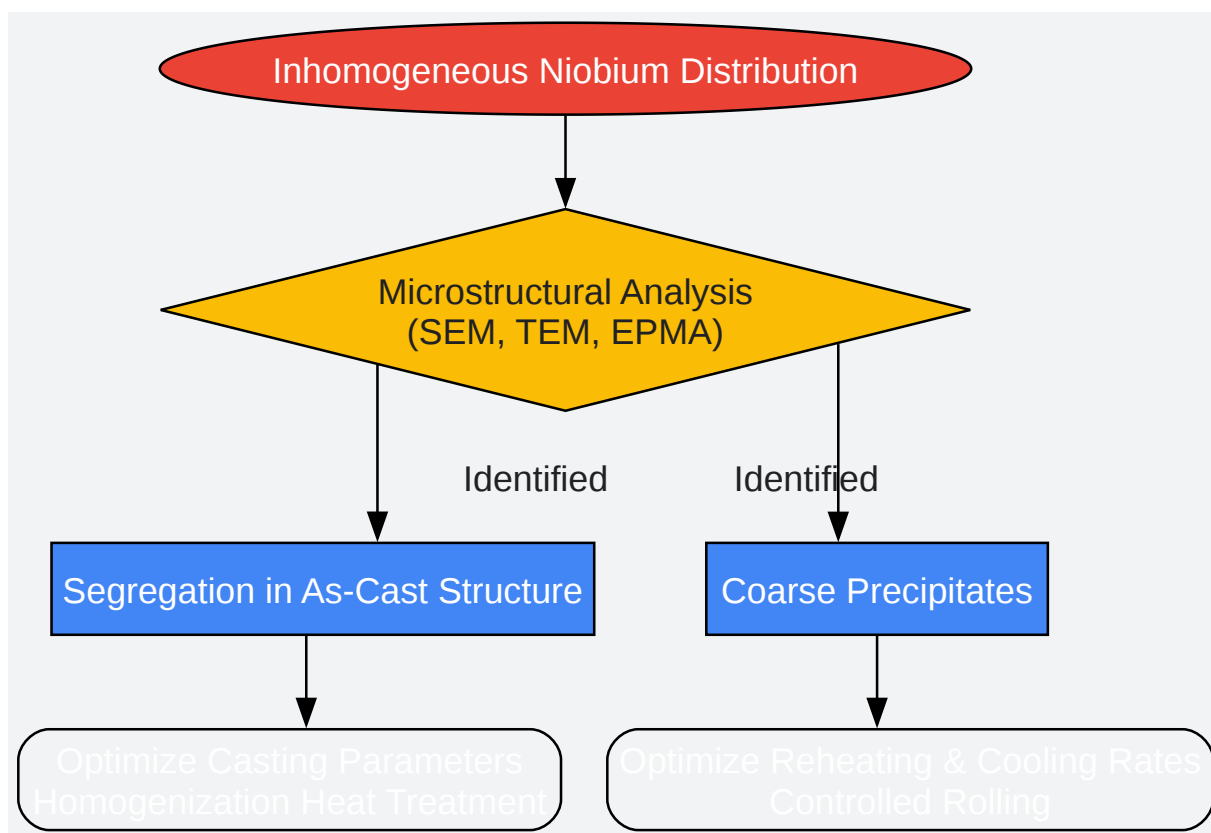 Inhomogeneous Niobium Distribution
Microstructural Analysis
(SEM, TEM, EPMA)
Identified
Identified
Segregation in As-Cast Structure
Coarse Precipitates
Optimize Casting Parameters
Homogenization Heat Treatment
Optimize Reheating & Cooling Rates
Controlled Rolling